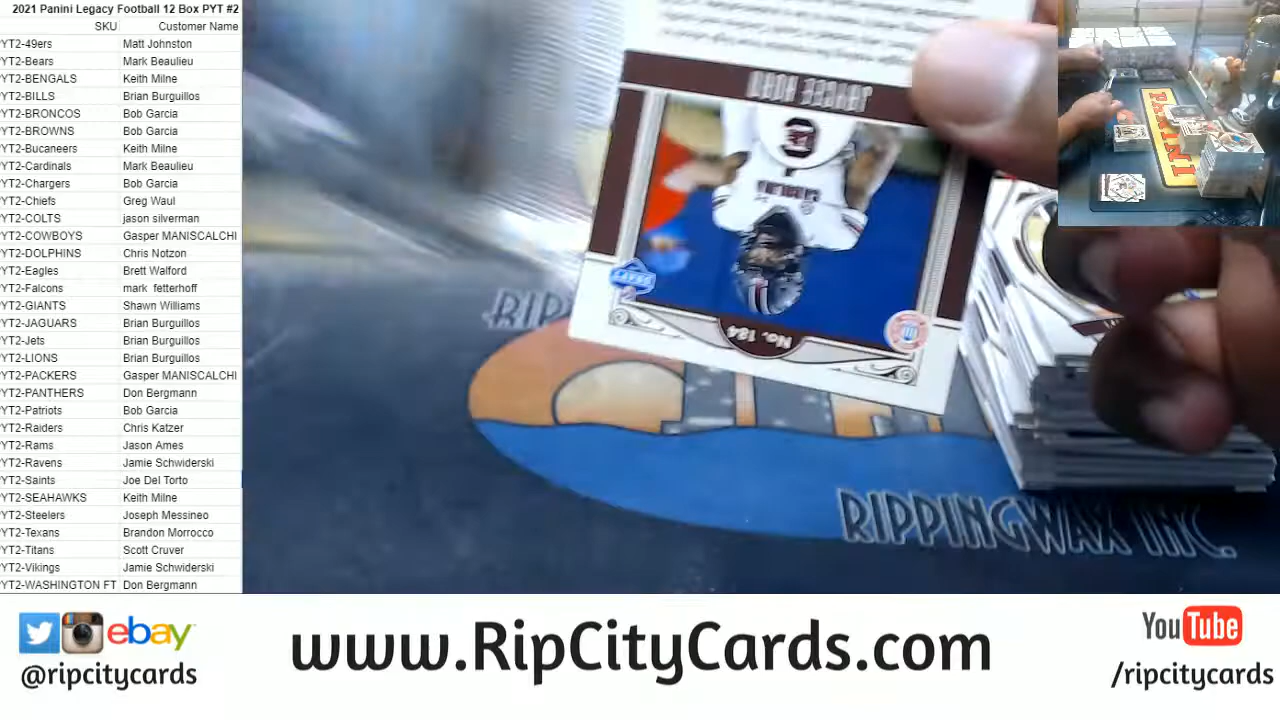 2021 Panini Legacy Football 12 Box PYT #2
SKU Customer Name
YT2-49ers Matt Johnston
YT2-Bears Mark Beaulieu
YT2-BENGALS Keith Milne
YT2-BILLS Brian Burguillos
YT2-BRONCOS Bob Garcia
YT2-BROWNS Bob Garcia
YT2-Bucaneers Keith Milne
YT2-Cardinals Mark Beaulieu
YT2-Chargers Bob Garcia
YT2-Chiefs Greg Waul
YT2-COLTS jason silverman
YT2-COWBOYS Gasper MANISCALCHI
YT2-DOLPHINS Chris Notzon
YT2-Eagles Brett Walford
YT2-Falcons mark fetterhoff
YT2-GIANTS Shawn Williams
YT2-JAGUARS Brian Burguillos
YT2-Jets Brian Burguillos
YT2-LIONS Brian Burguillos
YT2-PACKERS Gasper MANISCALCHI
YT2-PANTHERS Don Bergmann
YT2-Patriots Bob Garcia
YT2-Raiders Chris Katzer
YT2-Rams Jason Ames
YT2-Ravens Jamie Schwiderski
YT2-Saints Joe Del Torto
YT2-SEAHAWKS Keith Milne
YT2-Steelers Joseph Messineo
YT2-Texans Brandon Morrocco
YT2-Titans Scott Cruver
YT2-Vikings Jamie Schwiderski
YT2-WASHINGTON FT Don Bergmann
No. 184
PANINI
RIP
RIPPINGWAX INC.
ebay
@ripcitycards
www.RipCityCards.com
YouTube
/ripcitycards